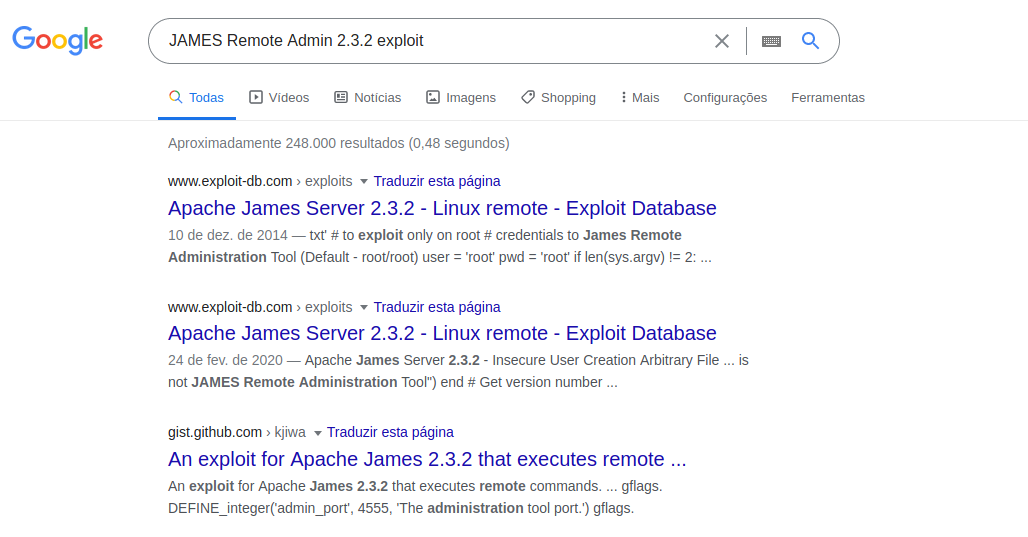 Google
JAMES Remote Admin 2.3.2 exploit
Todas Vídeos Notícias Imagens Shopping Mais Configurações Ferramentas
Aproximadamente 248.000 resultados (0,48 segundos)
www.exploit-db.com › exploits Traduzir esta página
Apache James Server 2.3.2 - Linux remote - Exploit Database
10 de dez. de 2014 — txt' # to exploit only on root # credentials to James Remote
Administration Tool (Default - root/root) user = 'root' pwd = 'root' if len(sys.argv) != 2: ...
www.exploit-db.com › exploits Traduzir esta página
Apache James Server 2.3.2 - Linux remote - Exploit Database
24 de fev. de 2020 — Apache James Server 2.3.2 - Insecure User Creation Arbitrary File ... is
not JAMES Remote Administration Tool") end # Get version number ...
gist.github.com › kjiwa Traduzir esta página
An exploit for Apache James 2.3.2 that executes remote ...
An exploit for Apache James 2.3.2 that executes remote commands. ... gflags.
DEFINE_integer('admin_port', 4555, 'The administration tool port.') gflags.